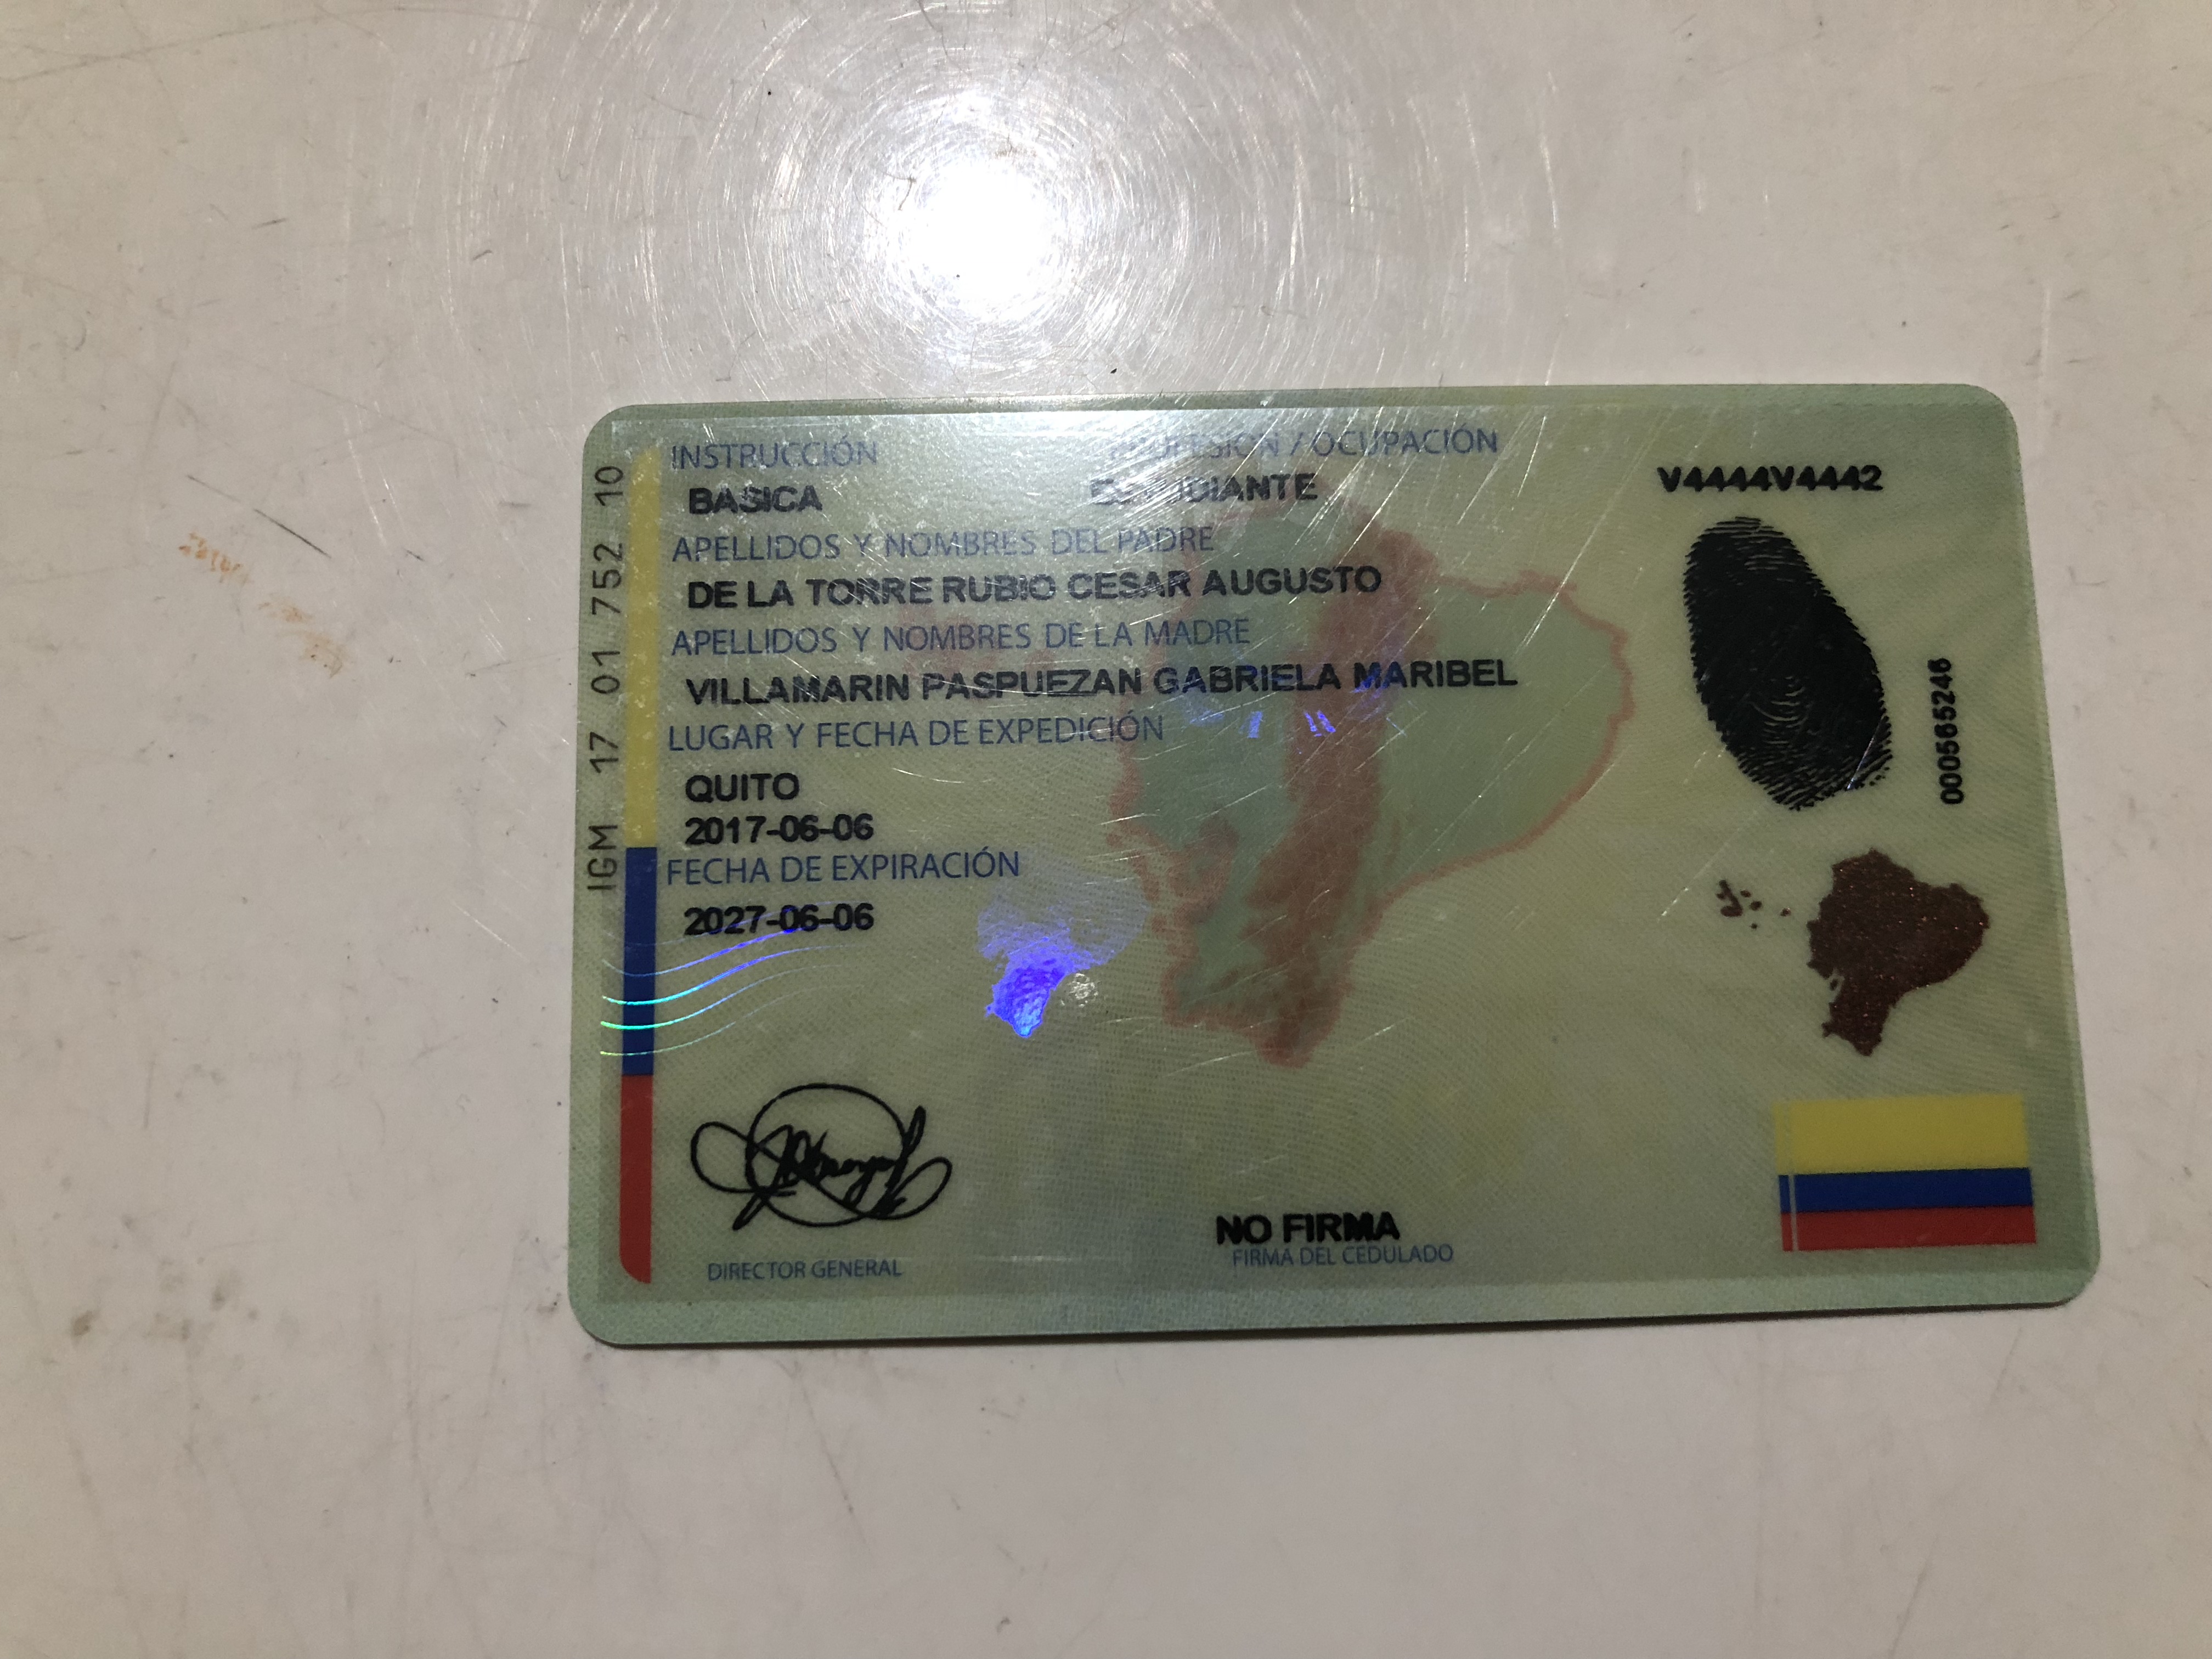 INSTRUCCIÓN
PROFESIÓN / OCUPACIÓN
BASICA
ESTUDIANTE
V4444V4442
APELLIDOS Y NOMBRES DEL PADRE
DE LA TORRE RUBIO CESAR AUGUSTO
APELLIDOS Y NOMBRES DE LA MADRE
VILLAMARIN PASPUEZAN GABRIELA MARIBEL
LUGAR Y FECHA DE EXPEDICIÓN
QUITO
2017-06-06
FECHA DE EXPIRACIÓN
2027-06-06
DIRECTOR GENERAL
NO FIRMA
FIRMA DEL CEDULADO
000565246
IGM 17 01 752 10